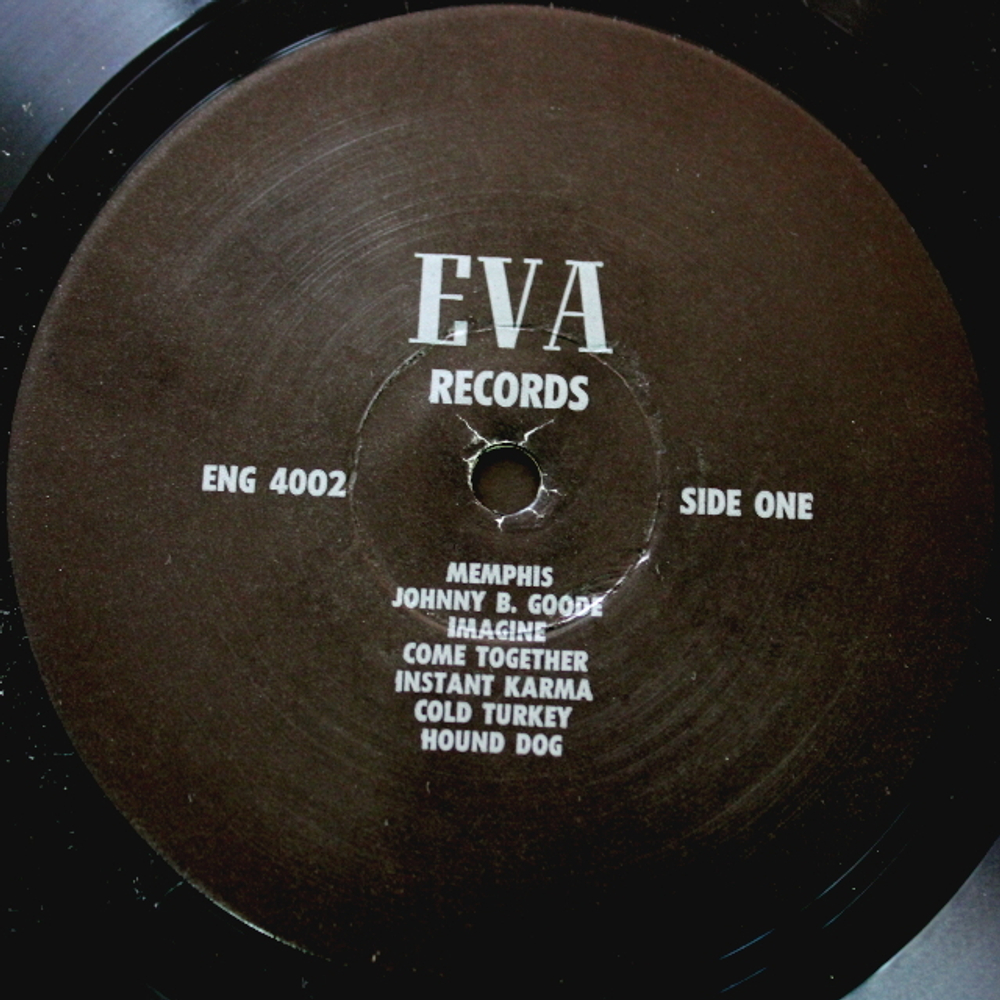 EVA
RECORDS
ENG 4002
SIDE ONE
MEMPHIS
JOHNNY B. GOODE
IMAGINE
COME TOGETHER
INSTANT KARMA
COLD TURKEY
HOUND DOG